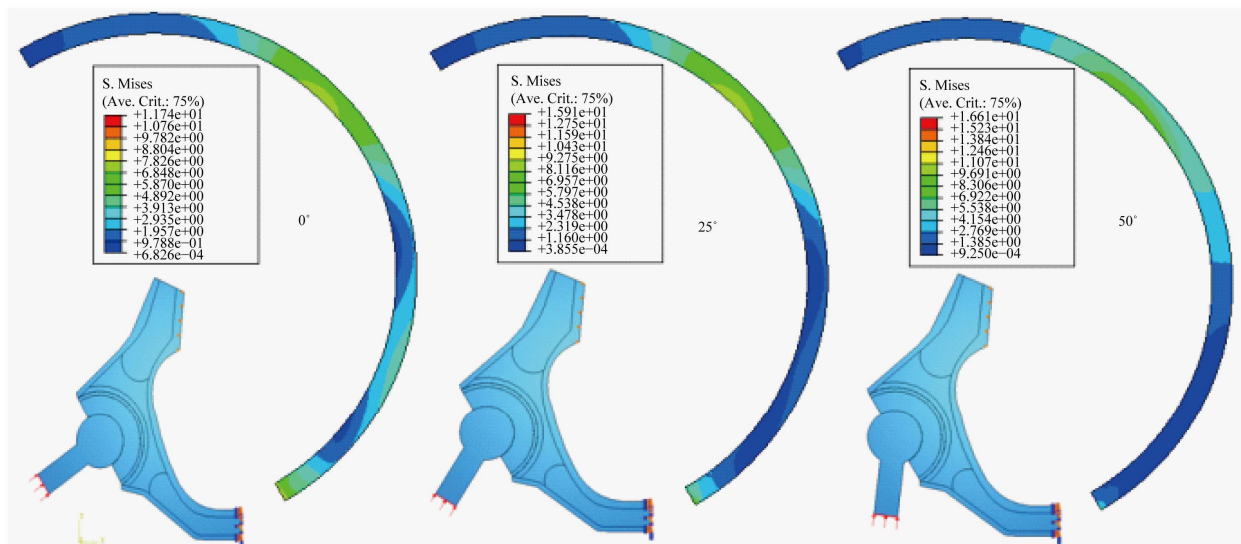 S. Mises
(Ave. Crit.: 75%)
+1.174e+01
+1.076e+01
+9.782e+00
+8.804e+00
+7.826e+00
+6.848e+00
+5.870e+00
+4.892e+00
+3.913e+00
+2.935e+00
+1.957e+00
+9.788e−01
+6.826e−04
0°
S. Mises
(Ave. Crit.: 75%)
+1.591e+01
+1.275e+01
+1.159e+01
+1.043e+01
+9.275e+00
+8.116e+00
+6.957e+00
+5.797e+00
+4.538e+00
+3.478e+00
+2.319e+00
+1.160e+00
+3.855e−04
25°
S. Mises
(Ave. Crit.: 75%)
+1.661e+01
+1.523e+01
+1.384e+01
+1.246e+01
+1.107e+01
+9.691e+00
+8.306e+00
+6.922e+00
+5.538e+00
+4.154e+00
+2.769e+00
+1.385e+00
+9.250e−04
50°